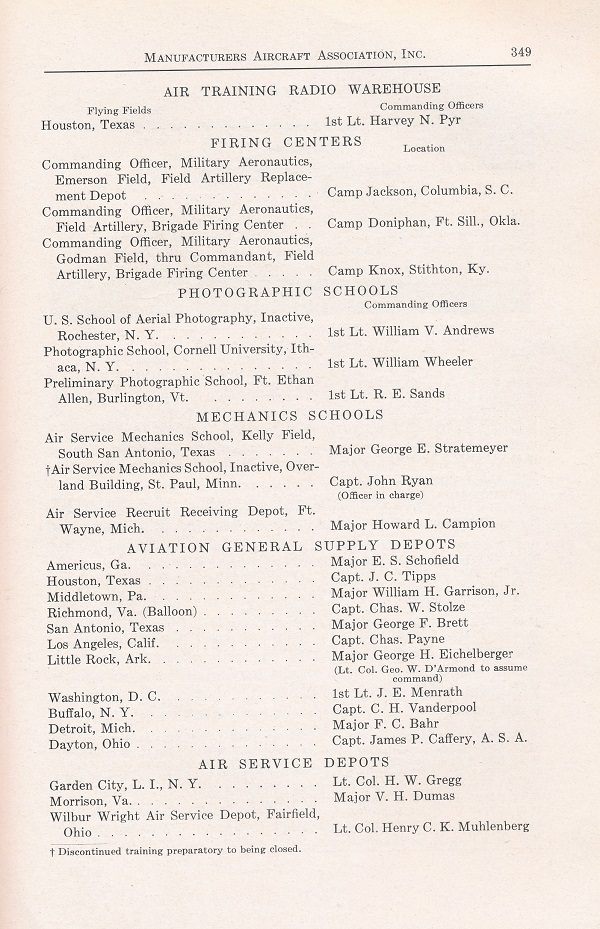 MANUFACTURERS AIRCRAFT ASSOCIATION, INC. 349
AIR TRAINING RADIO WAREHOUSE
Flying Fields Commanding Officers
Houston, Texas . . . . . . . . . . . . . 1st Lt. Harvey N. Pyr
FIRING CENTERS
Location
Commanding Officer, Military Aeronautics,
Emerson Field, Field Artillery Replace-
ment Depot . . . . . . . . . . . . . Camp Jackson, Columbia, S. C.
Commanding Officer, Military Aeronautics,
Field Artillery, Brigade Firing Center . . Camp Doniphan, Ft. Sill., Okla.
Commanding Officer, Military Aeronautics,
Godman Field, thru Commandant, Field
Artillery, Brigade Firing Center . . . . . Camp Knox, Stithton, Ky.
PHOTOGRAPHIC SCHOOLS
Commanding Officers
U. S. School of Aerial Photography, Inactive,
Rochester, N. Y. . . . . . . . . . . . 1st Lt. William V. Andrews
Photographic School, Cornell University, Ith-
aca, N. Y. . . . . . . . . . . . . . . 1st Lt. William Wheeler
Preliminary Photographic School, Ft. Ethan
Allen, Burlington, Vt. . . . . . . . . 1st Lt. R. E. Sands
MECHANICS SCHOOLS
Air Service Mechanics School, Kelly Field,
South San Antonio, Texas . . . . . . . Major George E. Stratemeyer
†Air Service Mechanics School, Inactive, Over-
land Building, St. Paul, Minn. . . . . . Capt. John Ryan
(Officer in charge)
Air Service Recruit Receiving Depot, Ft.
Wayne, Mich. . . . . . . . . . . . . Major Howard L. Campion
AVIATION GENERAL SUPPLY DEPOTS
Americus, Ga. . . . . . . . . . . . . . Major E. S. Schofield
Houston, Texas . . . . . . . . . . . . . Capt. J. C. Tipps
Middletown, Pa. . . . . . . . . . . . . Major William H. Garrison, Jr.
Richmond, Va. (Balloon) . . . . . . . . . Capt. Chas. W. Stolze
San Antonio, Texas . . . . . . . . . . . Major George F. Brett
Los Angeles, Calif. . . . . . . . . . . . Capt. Chas. Payne
Little Rock, Ark. . . . . . . . . . . . . Major George H. Eichelberger
(Lt. Col. Geo. W. D'Armond to assume
command)
Washington, D. C. . . . . . . . . . . . 1st Lt. J. E. Menrath
Buffalo, N. Y. . . . . . . . . . . . . . Capt. C. H. Vanderpool
Detroit, Mich. . . . . . . . . . . . . . Major F. C. Bahr
Dayton, Ohio . . . . . . . . . . . . . . Capt. James P. Caffery, A. S. A.
AIR SERVICE DEPOTS
Garden City, L. I., N. Y. . . . . . . . . Lt. Col. H. W. Gregg
Morrison, Va. . . . . . . . . . . . . . . Major V. H. Dumas
Wilbur Wright Air Service Depot, Fairfield,
Ohio . . . . . . . . . . . . . . . . Lt. Col. Henry C. K. Muhlenberg
† Discontinued training preparatory to being closed.